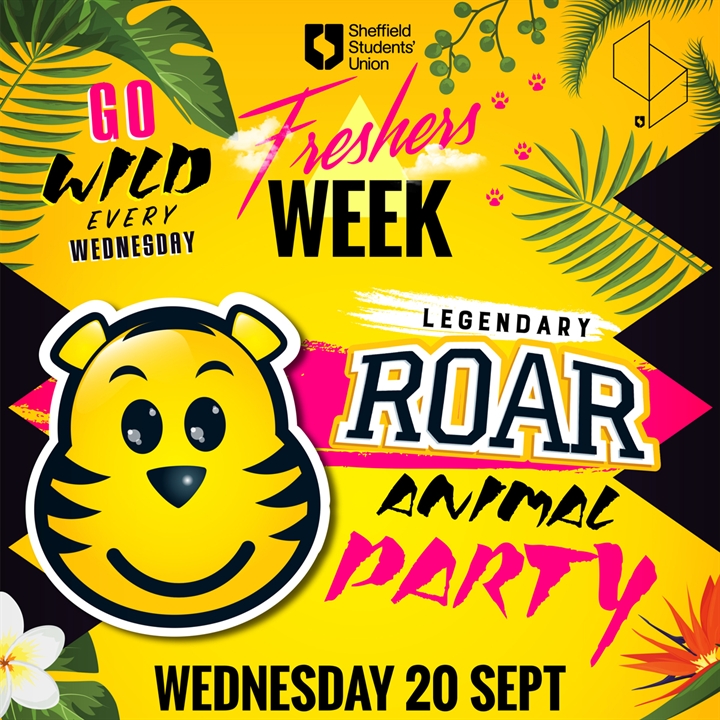 Sheffield
Students'
Union
GO
WILD
EVERY
WEDNESDAY
Freshers
WEEK
LEGENDARY
ROAR
ANIMAL
PARTY
WEDNESDAY 20 SEPT